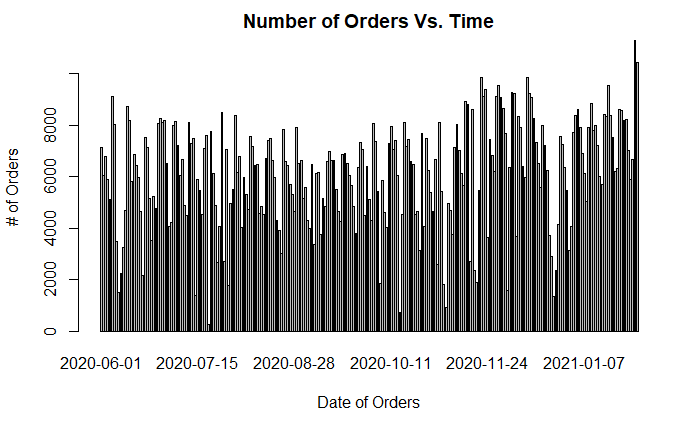 Number of Orders Vs. Time
# of Orders
8000
6000
4000
2000
0
2020-06-01 2020-07-15 2020-08-28 2020-10-11 2020-11-24 2021-01-07
Date of Orders